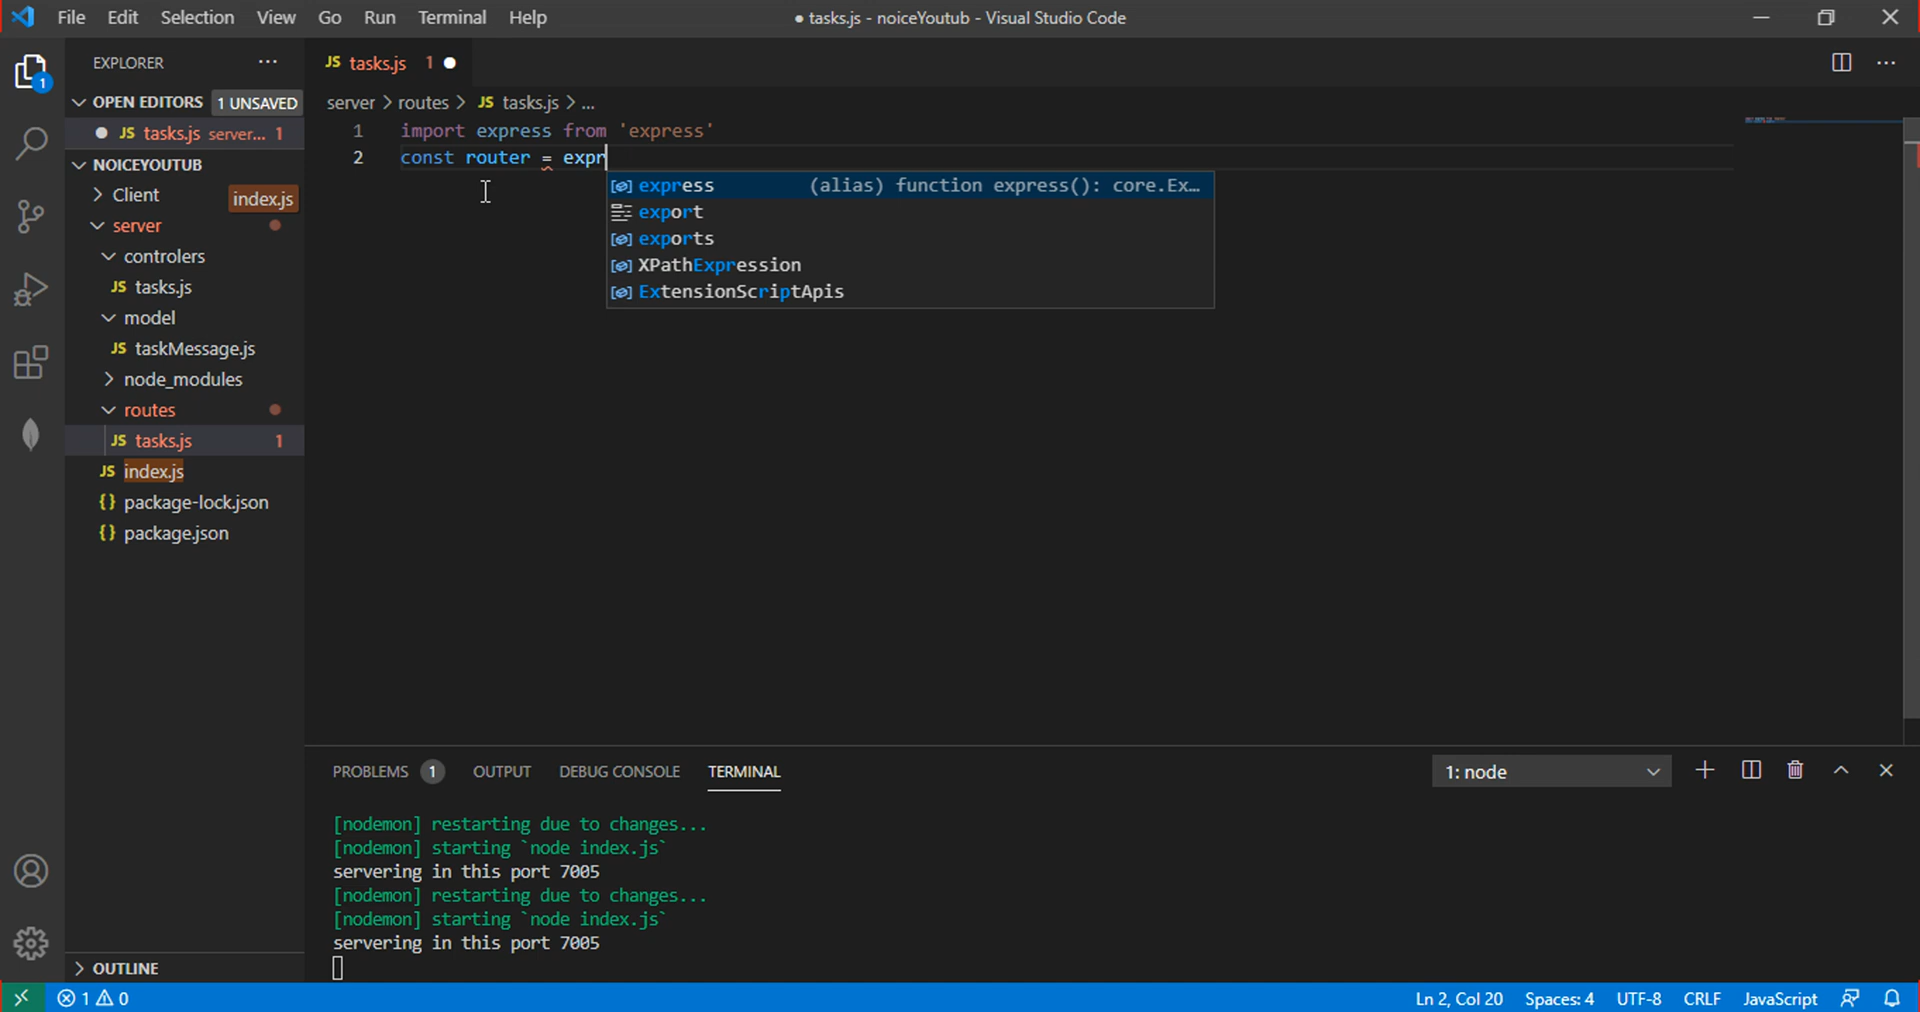 File Edit Selection View Go Run Terminal Help
● tasks.js - noiceYoutub - Visual Studio Code
EXPLORER ...
1
OPEN EDITORS 1 UNSAVED
JS tasks.js server... 1
NOICEYOUTUB
Client
index.js
server
controlers
JS tasks.js
model
JS taskMessage.js
node_modules
routes
JS tasks.js 1
JS index.js
{} package-lock.json
{} package.json
OUTLINE
JS tasks.js 1
server > routes > JS tasks.js > ...
1 import express from 'express'
2 const router = expr
express (alias) function express(): core.Ex...
export
exports
XPathExpression
ExtensionScriptApis
PROBLEMS 1 OUTPUT DEBUG CONSOLE TERMINAL
1: node
[nodemon] restarting due to changes...
[nodemon] starting `node index.js`
servering in this port 7005
[nodemon] restarting due to changes...
[nodemon] starting `node index.js`
servering in this port 7005
1 0
Ln 2, Col 20 Spaces: 4 UTF-8 CRLF JavaScript